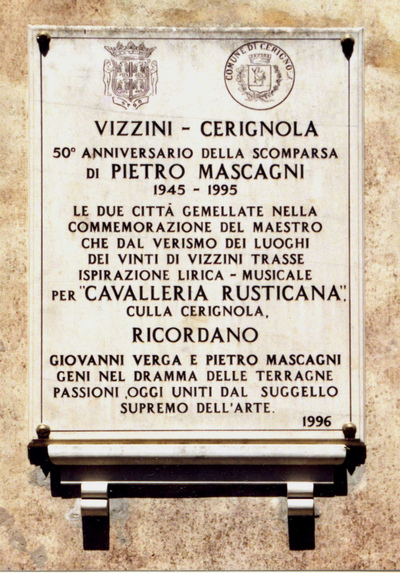 COMUNE DI CERIGNO
VIZZINI - CERIGNOLA
50° ANNIVERSARIO DELLA SCOMPARSA
DI PIETRO MASCAGNI
1945 - 1995
LE DUE CITTÀ GEMELLATE NELLA
COMMEMORAZIONE DEL MAESTRO
CHE DAL VERISMO DEI LUOGHI
DEI VINTI DI VIZZINI TRASSE
ISPIRAZIONE LIRICA - MUSICALE
PER "CAVALLERIA RUSTICANA",
CULLA CERIGNOLA,
RICORDANO
GIOVANNI VERGA E PIETRO MASCAGNI
GENI NEL DRAMMA DELLE TERRAGNE
PASSIONI ,OGGI UNITI DAL SUGGELLO
SUPREMO DELL'ARTE.
1996